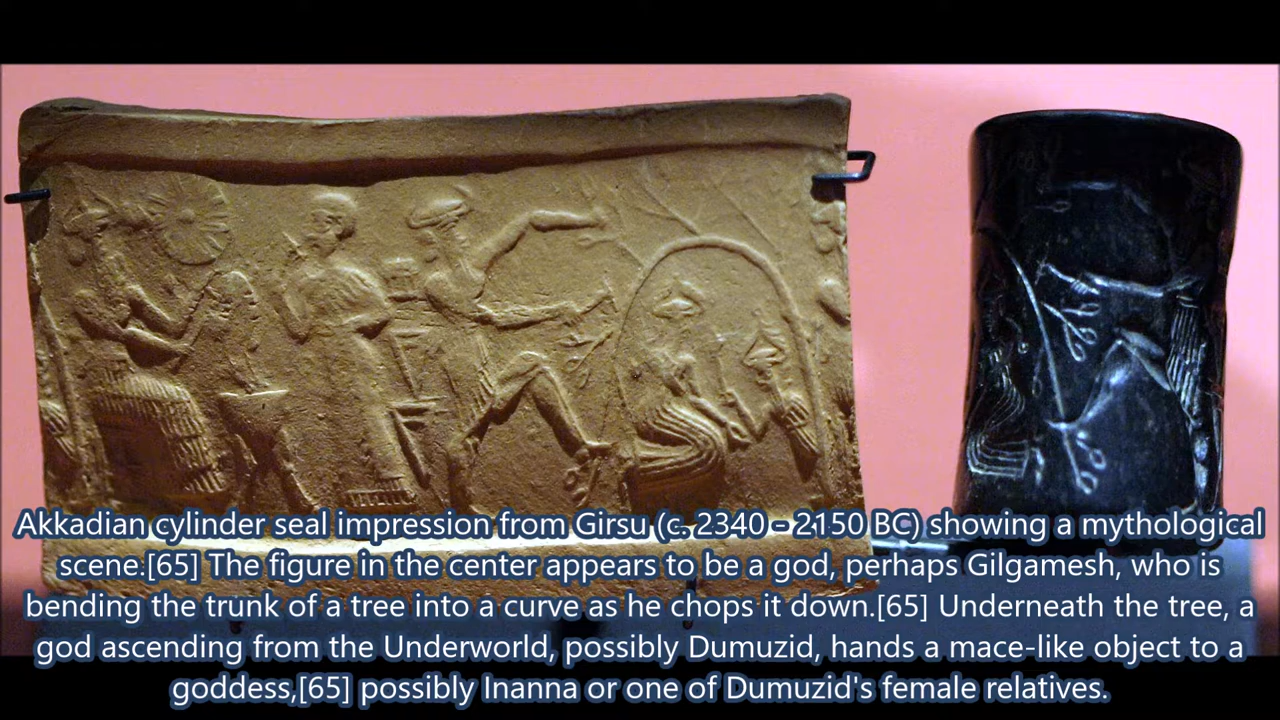 Akkadian cylinder seal impression from Girsu (c. 2340 – 2150 BC) showing a mythological
scene.[65] The figure in the center appears to be a god, perhaps Gilgamesh, who is
bending the trunk of a tree into a curve as he chops it down.[65] Underneath the tree, a
god ascending from the Underworld, possibly Dumuzid, hands a mace-like object to a
goddess,[65] possibly Inanna or one of Dumuzid's female relatives.